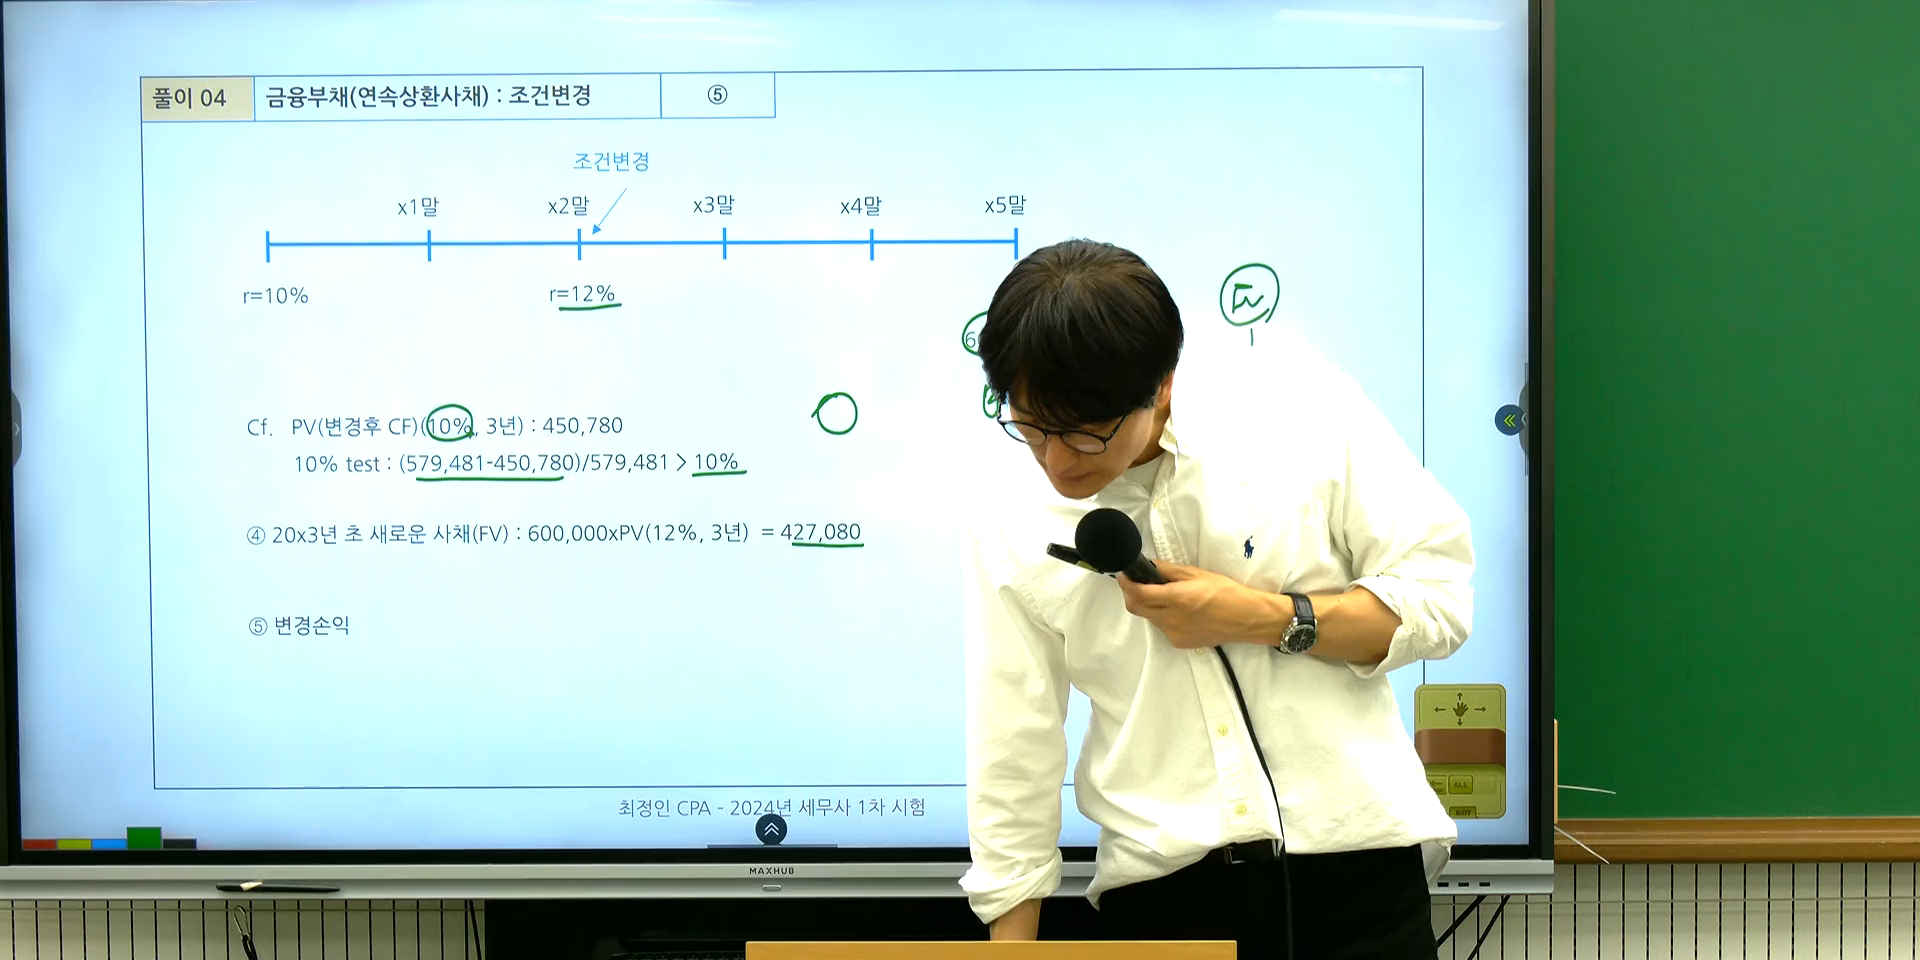 풀이 04 금융부채(연속상환사채) : 조건변경 ⑤
조건변경
x1말 x2말 x3말 x4말 x5말
r=10% r=12%
FV
6
Cf. PV(변경후 CF)(10%, 3년) : 450,780
10% test : (579,481-450,780)/579,481 > 10%
④ 20x3년 초 새로운 사채(FV) : 600,000xPV(12%, 3년) = 427,080
⑤ 변경손익
최정인 CPA - 2024년 세무사 1차 시험
MAXHUB
ALL
EXIT